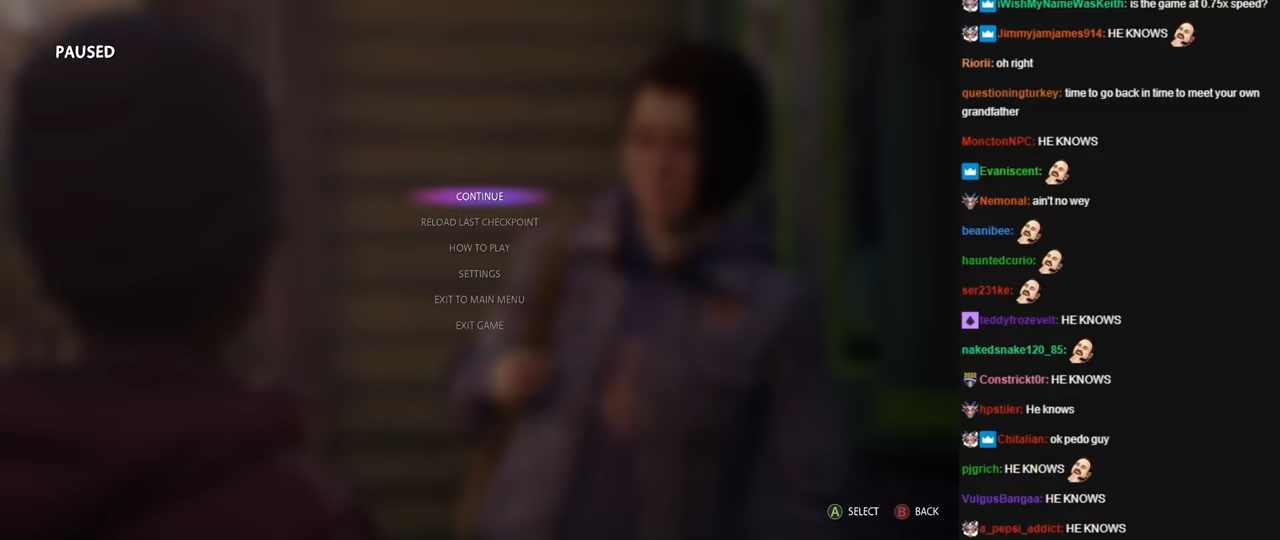 PAUSED
CONTINUE
RELOAD LAST CHECKPOINT
HOW TO PLAY
SETTINGS
EXIT TO MAIN MENU
EXIT GAME
A SELECT B BACK
iWishMyNameWasKeith: is the game at 0.75x speed?
Jimmyjamjames914: HE KNOWS
Riorii: oh right
questioningturkey: time to go back in time to meet your own
grandfather
MonctonNPC: HE KNOWS
Evaniscent:
Nemonal: ain't no wey
beanibee:
hauntedcurio:
ser231ke:
teddyfrozevelt: HE KNOWS
nakedsnake120_85:
Constrickt0r: HE KNOWS
hpstiler: He knows
Chitalian: ok pedo guy
pjgrich: HE KNOWS
VulgusBangaa: HE KNOWS
a_pepsi_addict: HE KNOWS